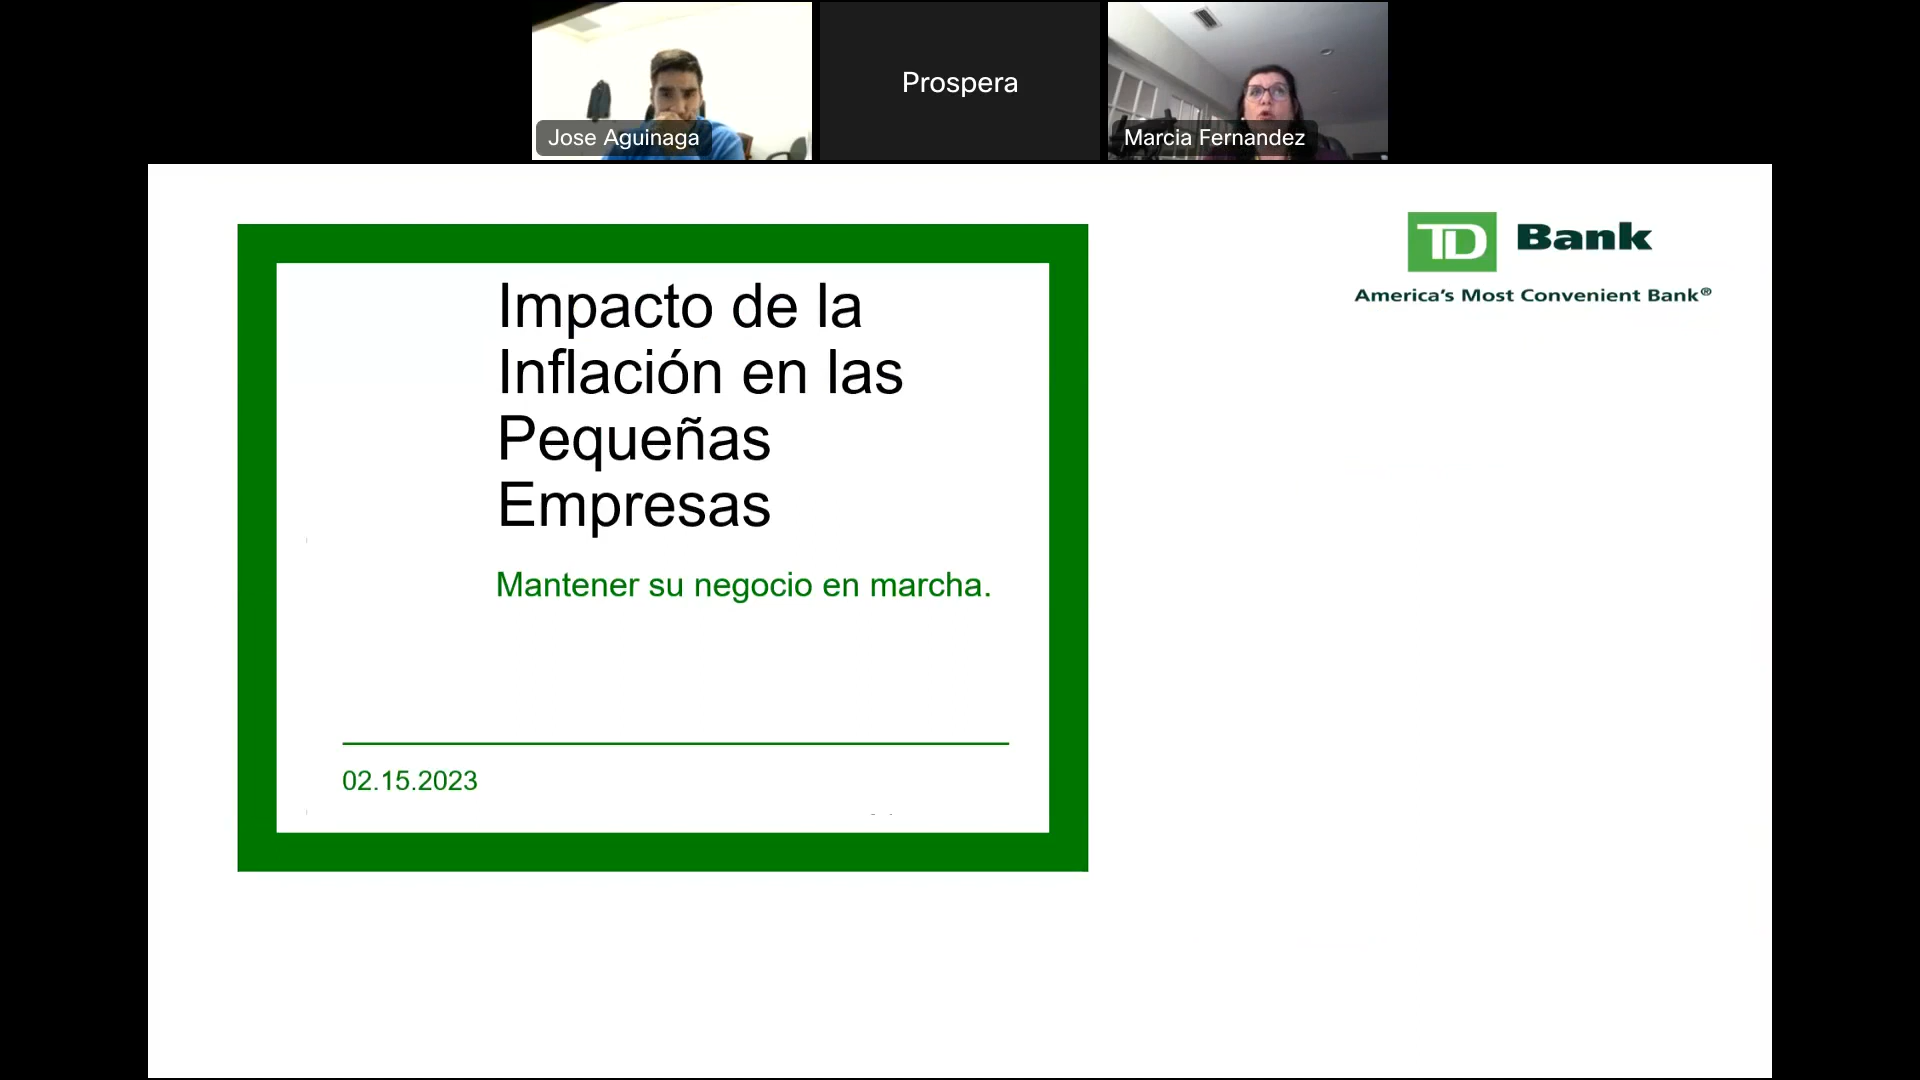 Jose Aguinaga
Prospera
Marcia Fernandez
TD Bank
America's Most Convenient Bank®
Impacto de la
Inflación en las
Pequeñas
Empresas
Mantener su negocio en marcha.
02.15.2023